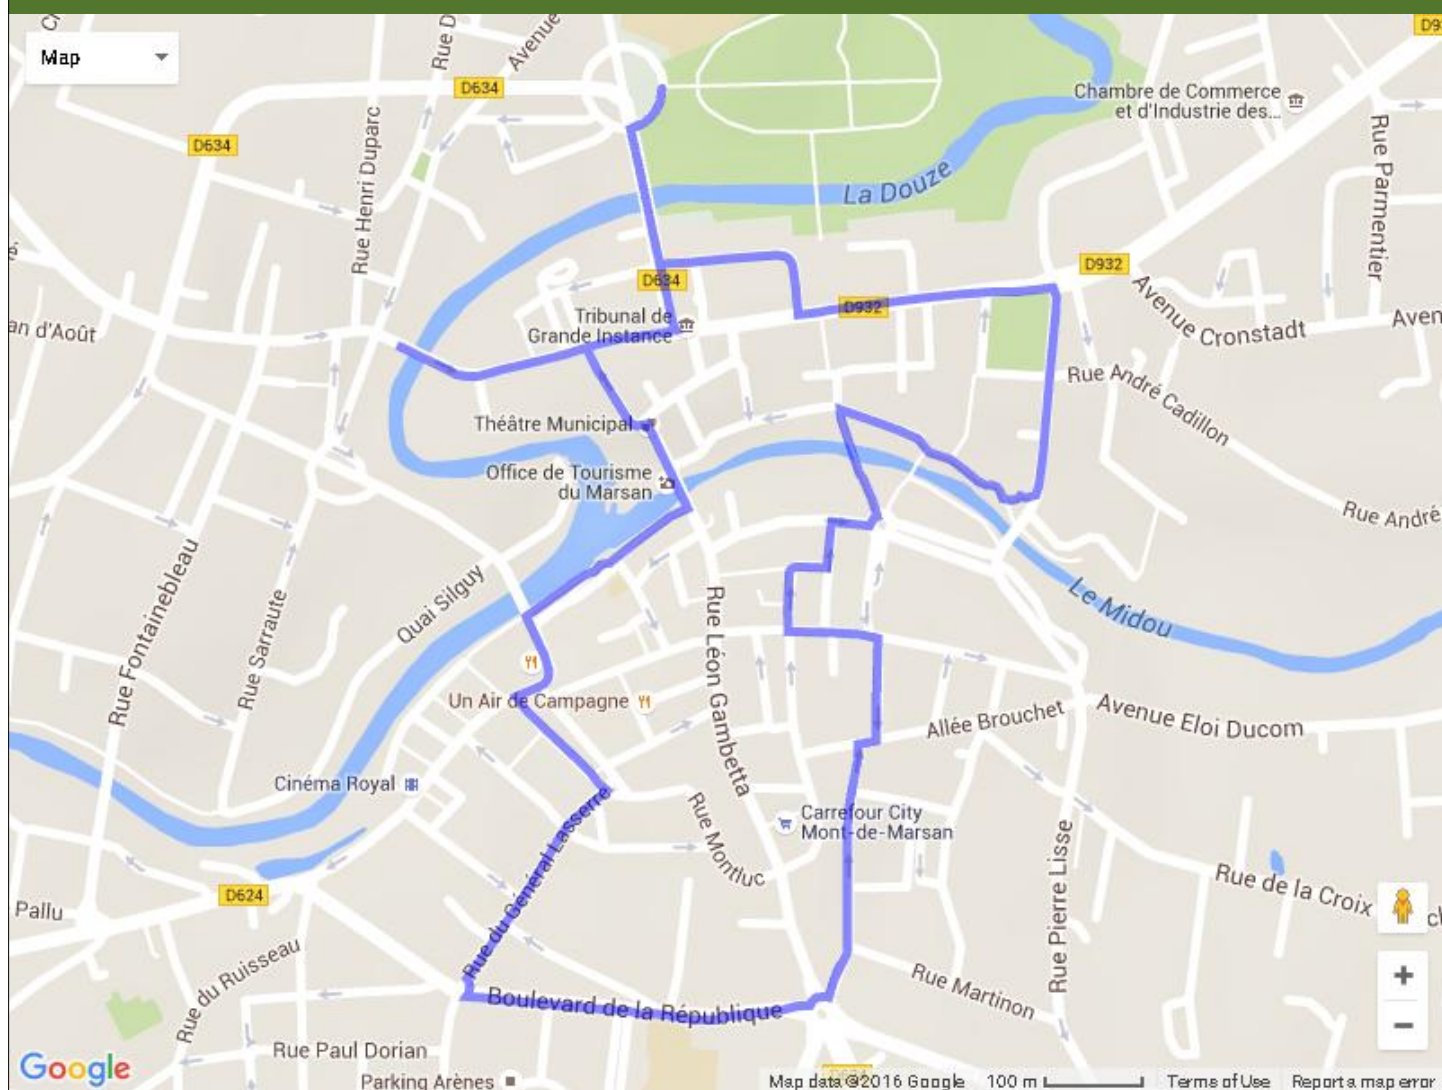 Map
D634
Rue D
Avenue
D93
Chambre de Commerce
et d'Industrie des...
D634
Rue Henri Duparc
Rue Parmentier
La Douze
D634
D932
D932
Avenue Cronstadt
Aven
Tribunal de
Grande Instance
an d'Août
Rue André Cadillon
Théâtre Municipal
Office de Tourisme
du Marsan
Rue André
Rue Fontainebleau
Rue Sarraute
Quai Silguy
Le Midou
Rue Léon Gambetta
Un Air de Campagne
Allée Brouchet
Avenue Eloi Ducom
Cinéma Royal
Carrefour City
Mont-de-Marsan
Rue Montluc
Rue du Général Lasserre
Rue Pierre Lisse
Rue de la Croix
D624
Pallu
Rue du Ruisseau
Rue Martinon
Boulevard de la République
Rue Paul Dorian
Parking Arènes
Google
Map data ©2016 Google
100 m
Terms of Use
Report a map error